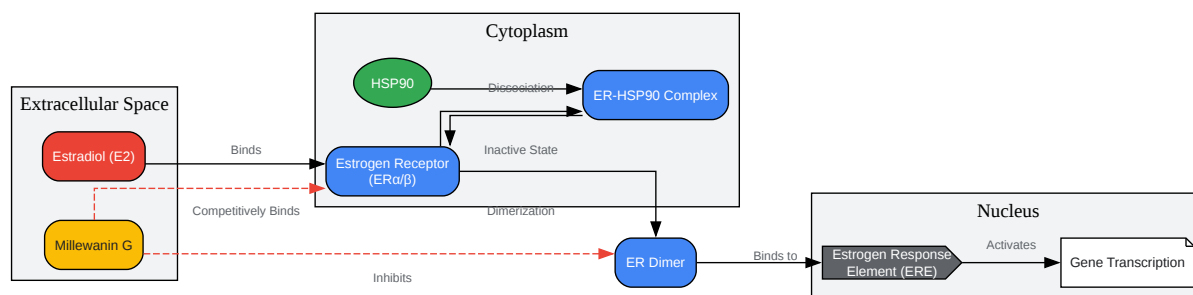 Cytoplasm
HSP90
Dissociation
ER-HSP90 Complex
Extracellular Space
Estradiol (E2)
Binds
Estrogen Receptor
(ERα/β)
Inactive State
Competitively Binds
Dimerization
Millewanin G
Inhibits
ER Dimer
Binds to
Nucleus
Estrogen Response
Element (ERE)
Activates
Gene Transcription